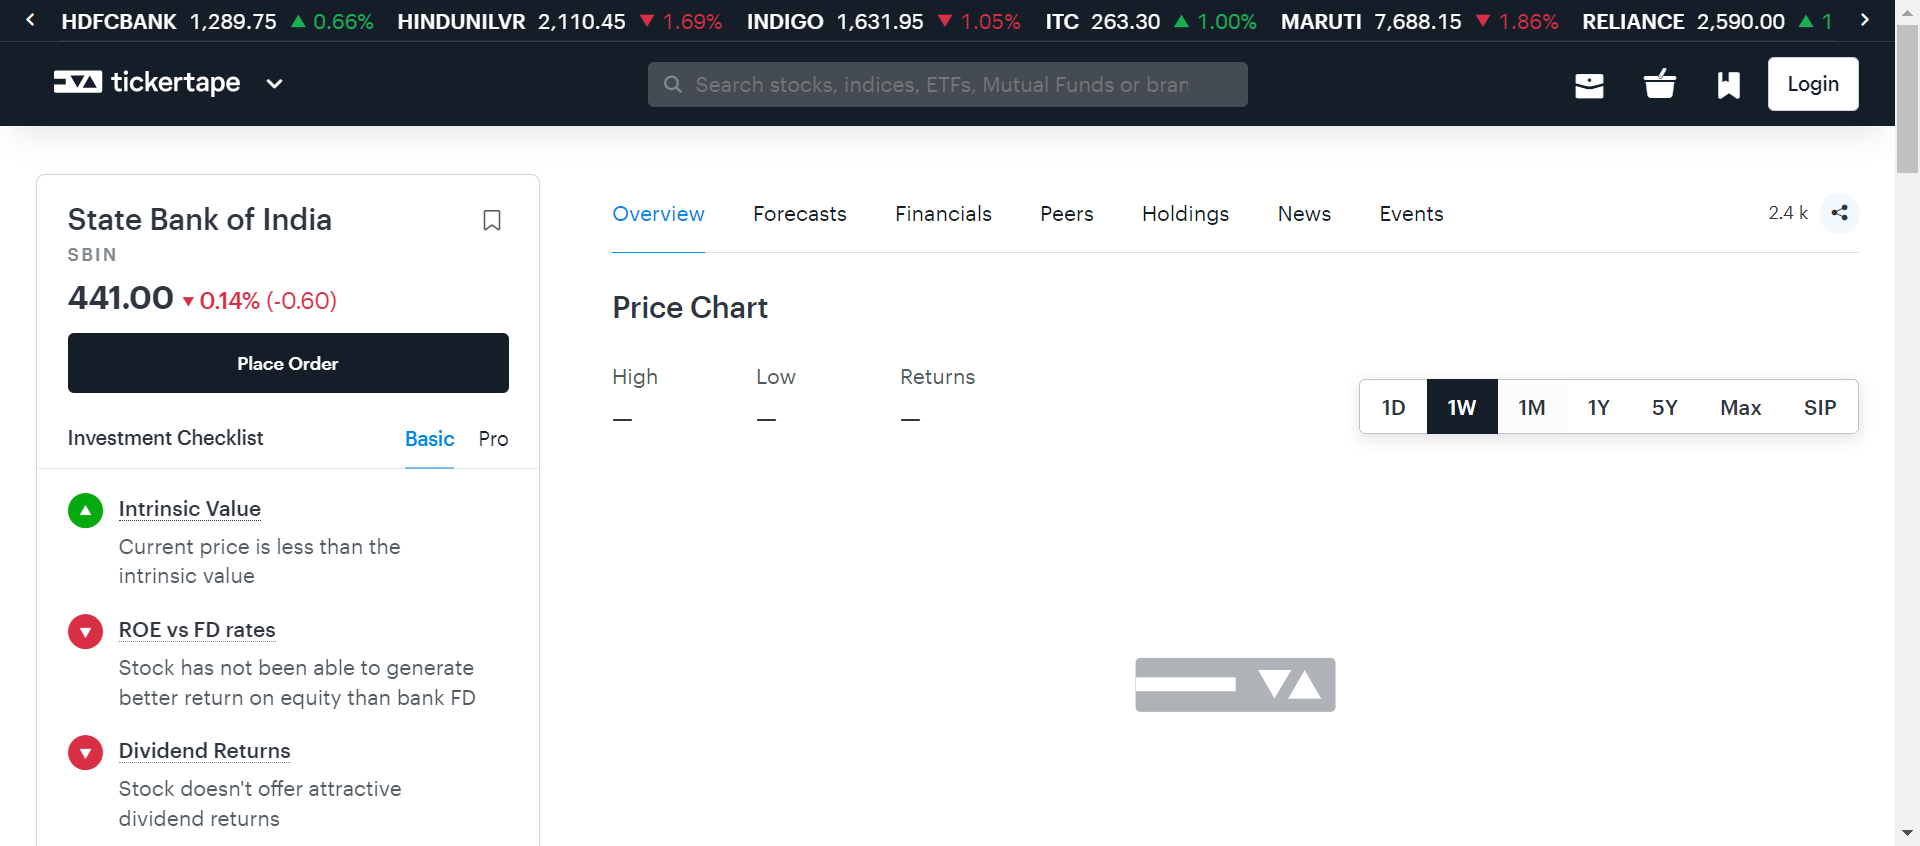 HDFCBANK 1,289.75 ▲ 0.66% HINDUNILVR 2,110.45 ▼ 1.69% INDIGO 1,631.95 ▼ 1.05% ITC 263.30 ▲ 1.00% MARUTI 7,688.15 ▼ 1.86% RELIANCE 2,590.00 ▲ 1
tickertape Search stocks, indices, ETFs, Mutual Funds or bran Login
State Bank of India
SBIN
441.00 ▼ 0.14% (-0.60)
Place Order
Investment Checklist Basic Pro
Intrinsic Value
Current price is less than the
intrinsic value
ROE vs FD rates
Stock has not been able to generate
better return on equity than bank FD
Dividend Returns
Stock doesn't offer attractive
dividend returns
Overview Forecasts Financials Peers Holdings News Events 2.4 k
Price Chart
High Low Returns
— — —
1D 1W 1M 1Y 5Y Max SIP